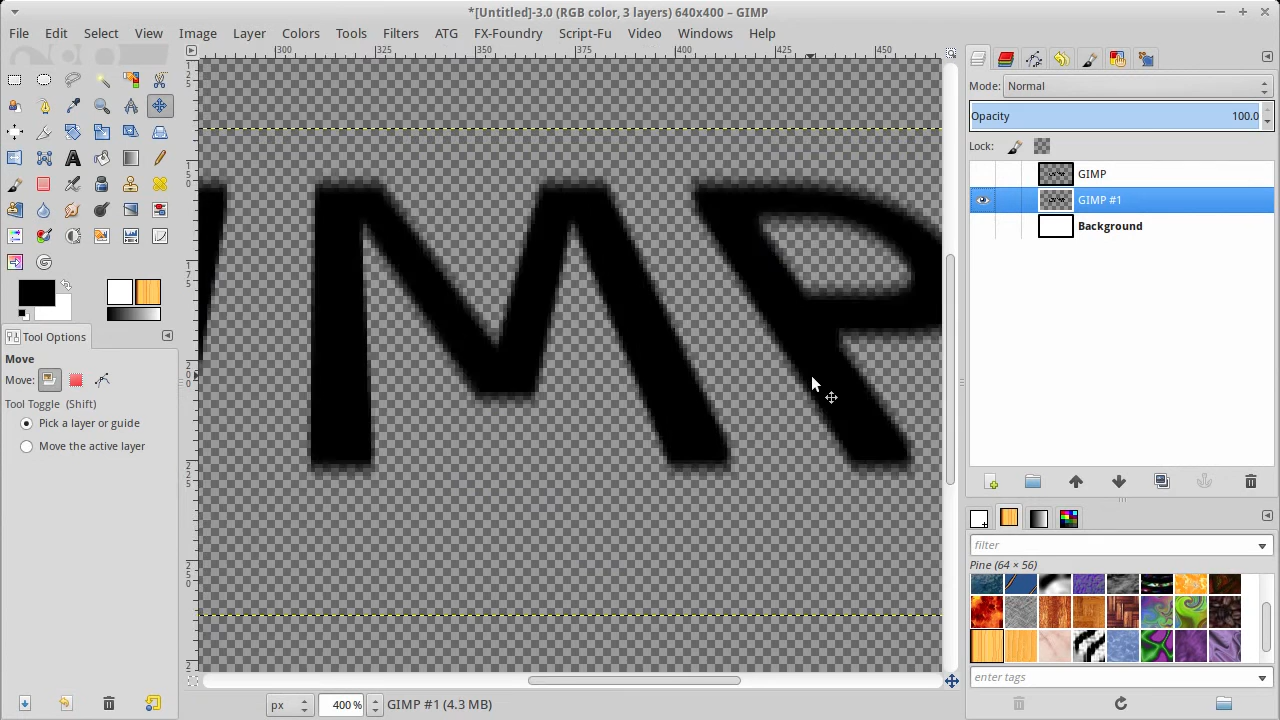 *[Untitled]-3.0 (RGB color, 3 layers) 640x400 – GIMP
File Edit Select View Image Layer Colors Tools Filters ATG FX-Foundry Script-Fu Video Windows Help
300 325 350 375 400 425 450
Mode: Normal
Opacity 100.0
Lock:
GIMP
GIMP #1
Background
MP
Tool Options
Move
Move:
Tool Toggle (Shift)
Pick a layer or guide
Move the active layer
filter
Pine (64 × 56)
enter tags
px 400 % GIMP #1 (4.3 MB)